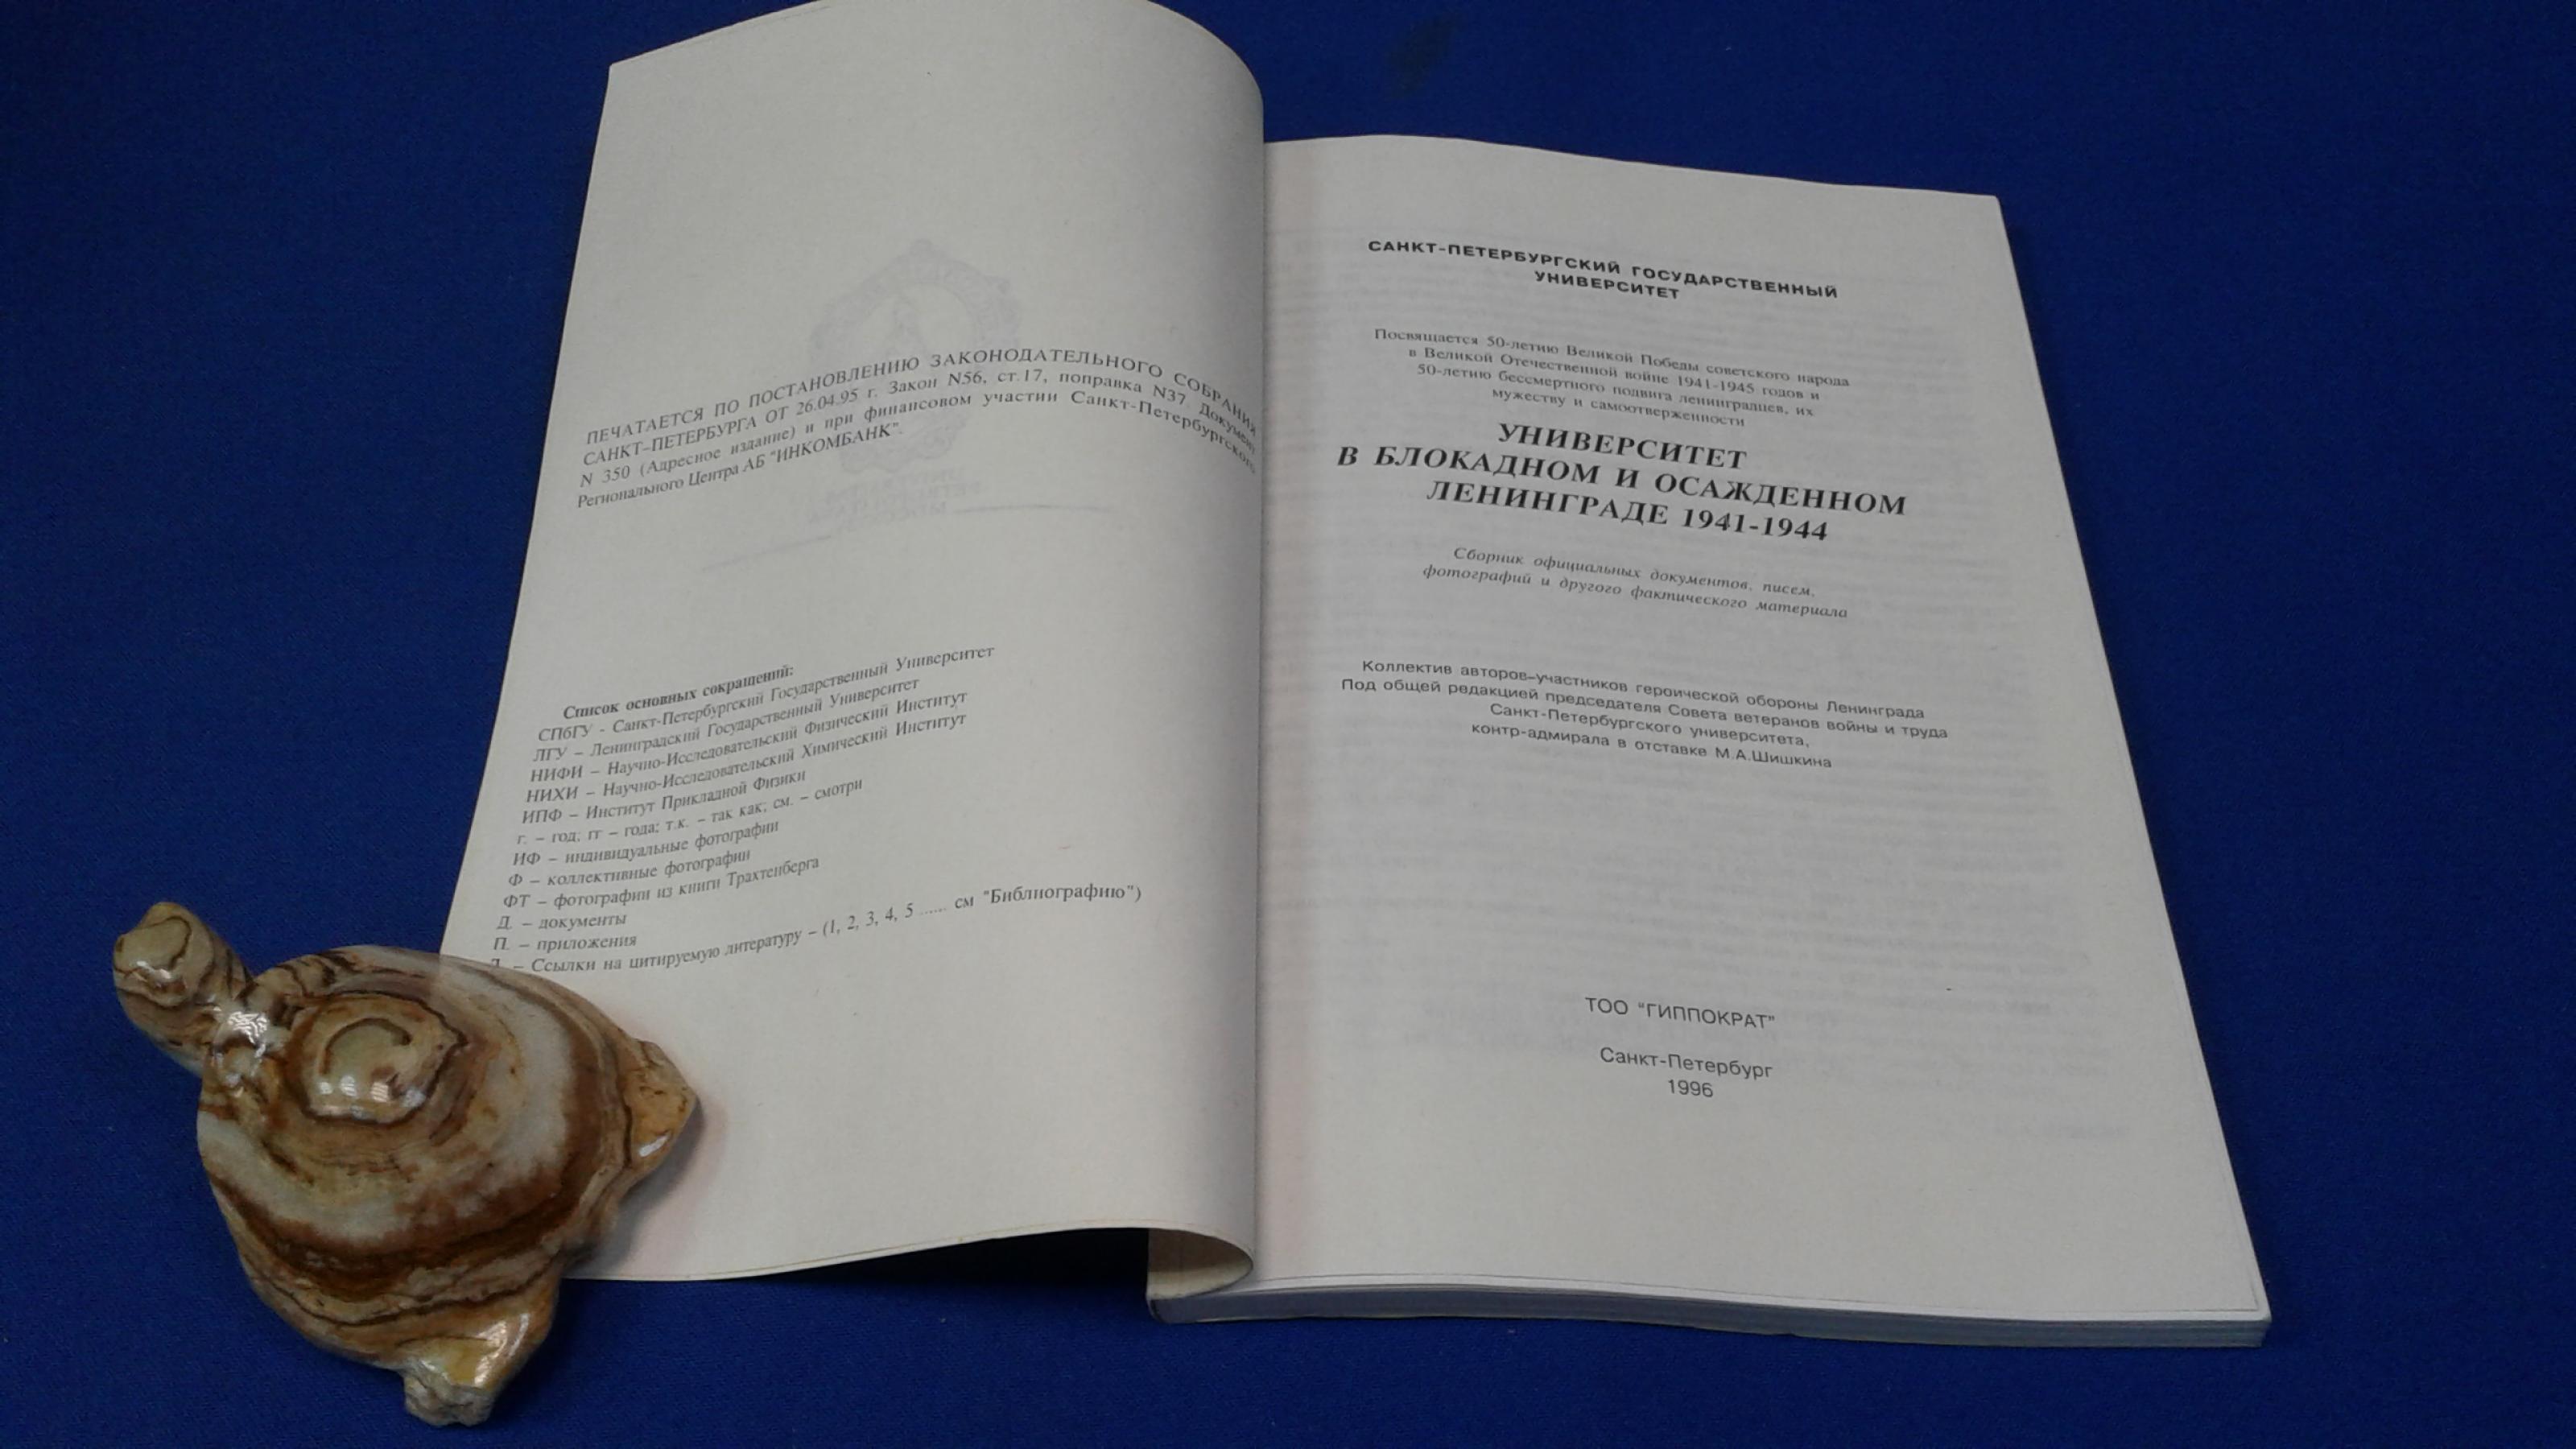 ПЕЧАТАЕТСЯ ПО ПОСТАНОВЛЕНИЮ ЗАКОНОДАТЕЛЬНОГО СОБРАНИЯ
САНКТ-ПЕТЕРБУРГА ОТ 26.04.95 г. Закон N56, ст.17, поправка N37 Документ
N 350 (Адресное издание) и при финансовом участии Санкт-Петербургского
Регионального Центра АБ "ИНКОМБАНК".
Список основных сокращений:
СПбГУ - Санкт-Петербургский Государственный Университет
ЛГУ – Ленинградский Государственный Университет
НИФИ – Научно-Исследовательский Физический Институт
НИХИ – Научно-Исследовательский Химический Институт
ИПФ – Институт Прикладной Физики
г. – год; гг – года; т.к. – так как; см. – смотри
ИФ – индивидуальные фотографии
Ф – коллективные фотографии
ФТ – фотографии из книги Трахтенберга
Д. – документы
П. – приложения
– Ссылки на цитируемую литературу – (1, 2, 3, 4, 5 ...... см "Библиографию")
САНКТ-ПЕТЕРБУРГСКИЙ ГОСУДАРСТВЕННЫЙ
УНИВЕРСИТЕТ
Посвящается 50-летию Великой Победы советского народа
в Великой Отечественной войне 1941-1945 годов и
50-летию бессмертного подвига ленинградцев, их
мужеству и самоотверженности
УНИВЕРСИТЕТ
В БЛОКАДНОМ И ОСАЖДЕННОМ
ЛЕНИНГРАДЕ 1941-1944
Сборник официальных документов, писем,
фотографий и другого фактического материала
Коллектив авторов-участников героической обороны Ленинграда
Под общей редакцией председателя Совета ветеранов войны и труда
Санкт-Петербургского университета,
контр-адмирала в отставке М.А.Шишкина
ТОО "ГИППОКРАТ"
Санкт-Петербург
1996